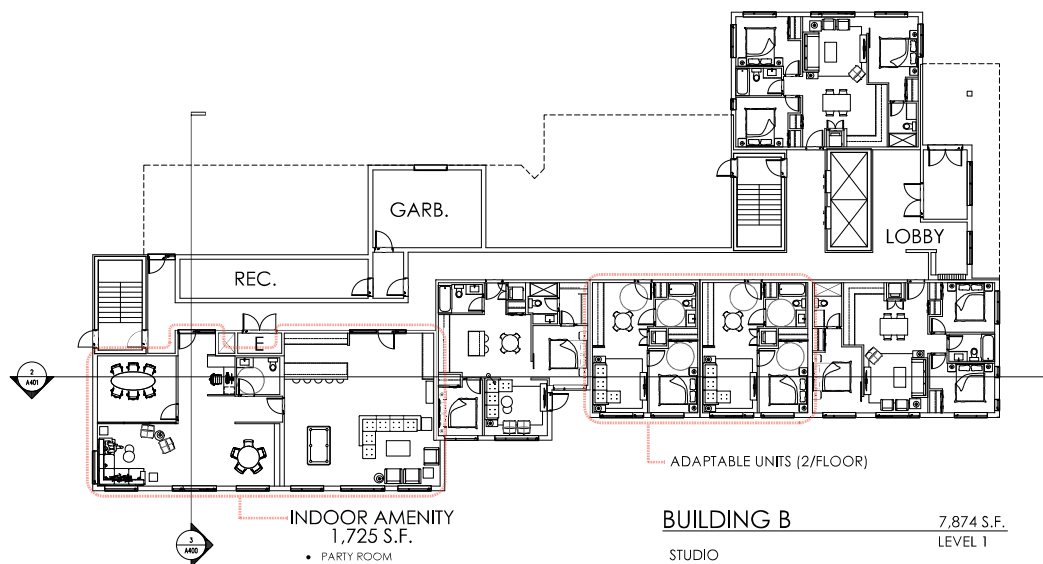 GARB.
LOBBY
REC.
E
2
A401
ADAPTABLE UNITS (2/FLOOR)
INDOOR AMENITY
1,725 S.F.
• PARTY ROOM
3
A400
BUILDING B 7,874 S.F.
LEVEL 1
STUDIO